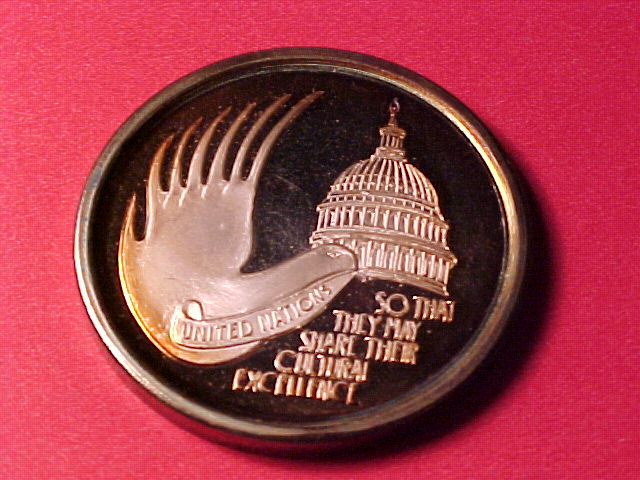 UNITED NATIONS
SO THAT
THEY MAY
SHARE THEIR
CULTURAL
EXCELLENCE